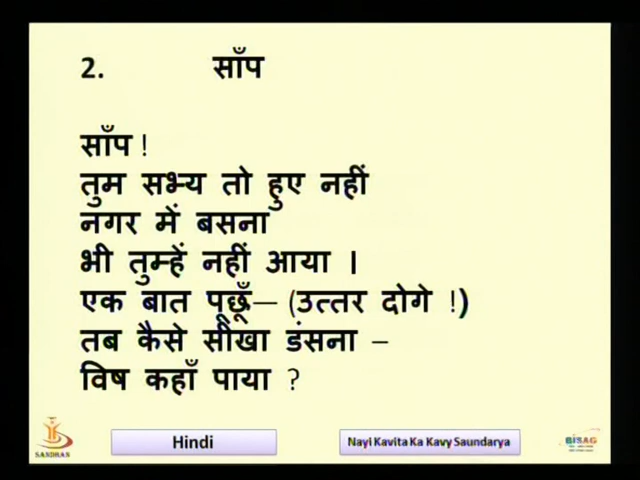 2. साँप
साँप !
तुम सभ्य तो हुए नहीं
नगर में बसना
भी तुम्हें नहीं आया ।
एक बात पूछूँ— (उत्तर दोगे !)
तब कैसे सीखा डंसना –
विष कहाँ पाया ?
SANDHAN
Hindi
Nayi Kavita Ka Kavy Saundarya
BISAG